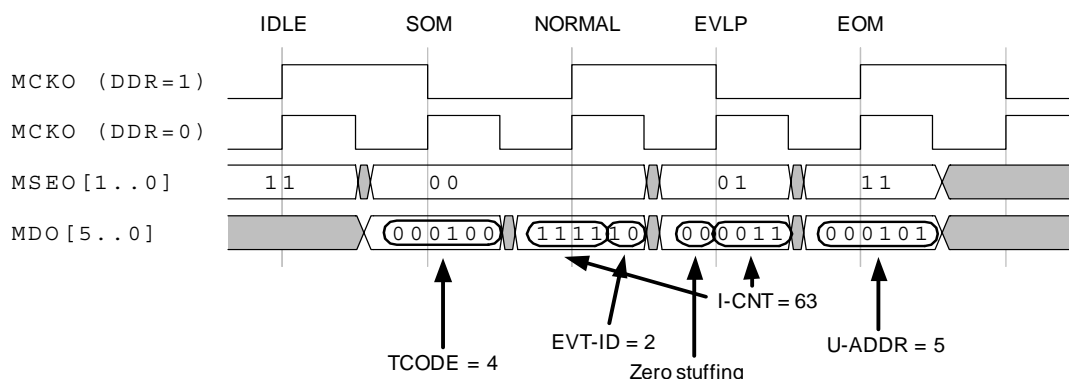 IDLE SOM NORMAL EVLP EOM
MCKO (DDR=1)
MCKO (DDR=0)
MSEO[1..0] 11 00 01 11
MDO[5..0] 000100 111110 000011 000101
I-CNT = 63
EVT-ID = 2 U-ADDR = 5
TCODE = 4
Zero stuffing